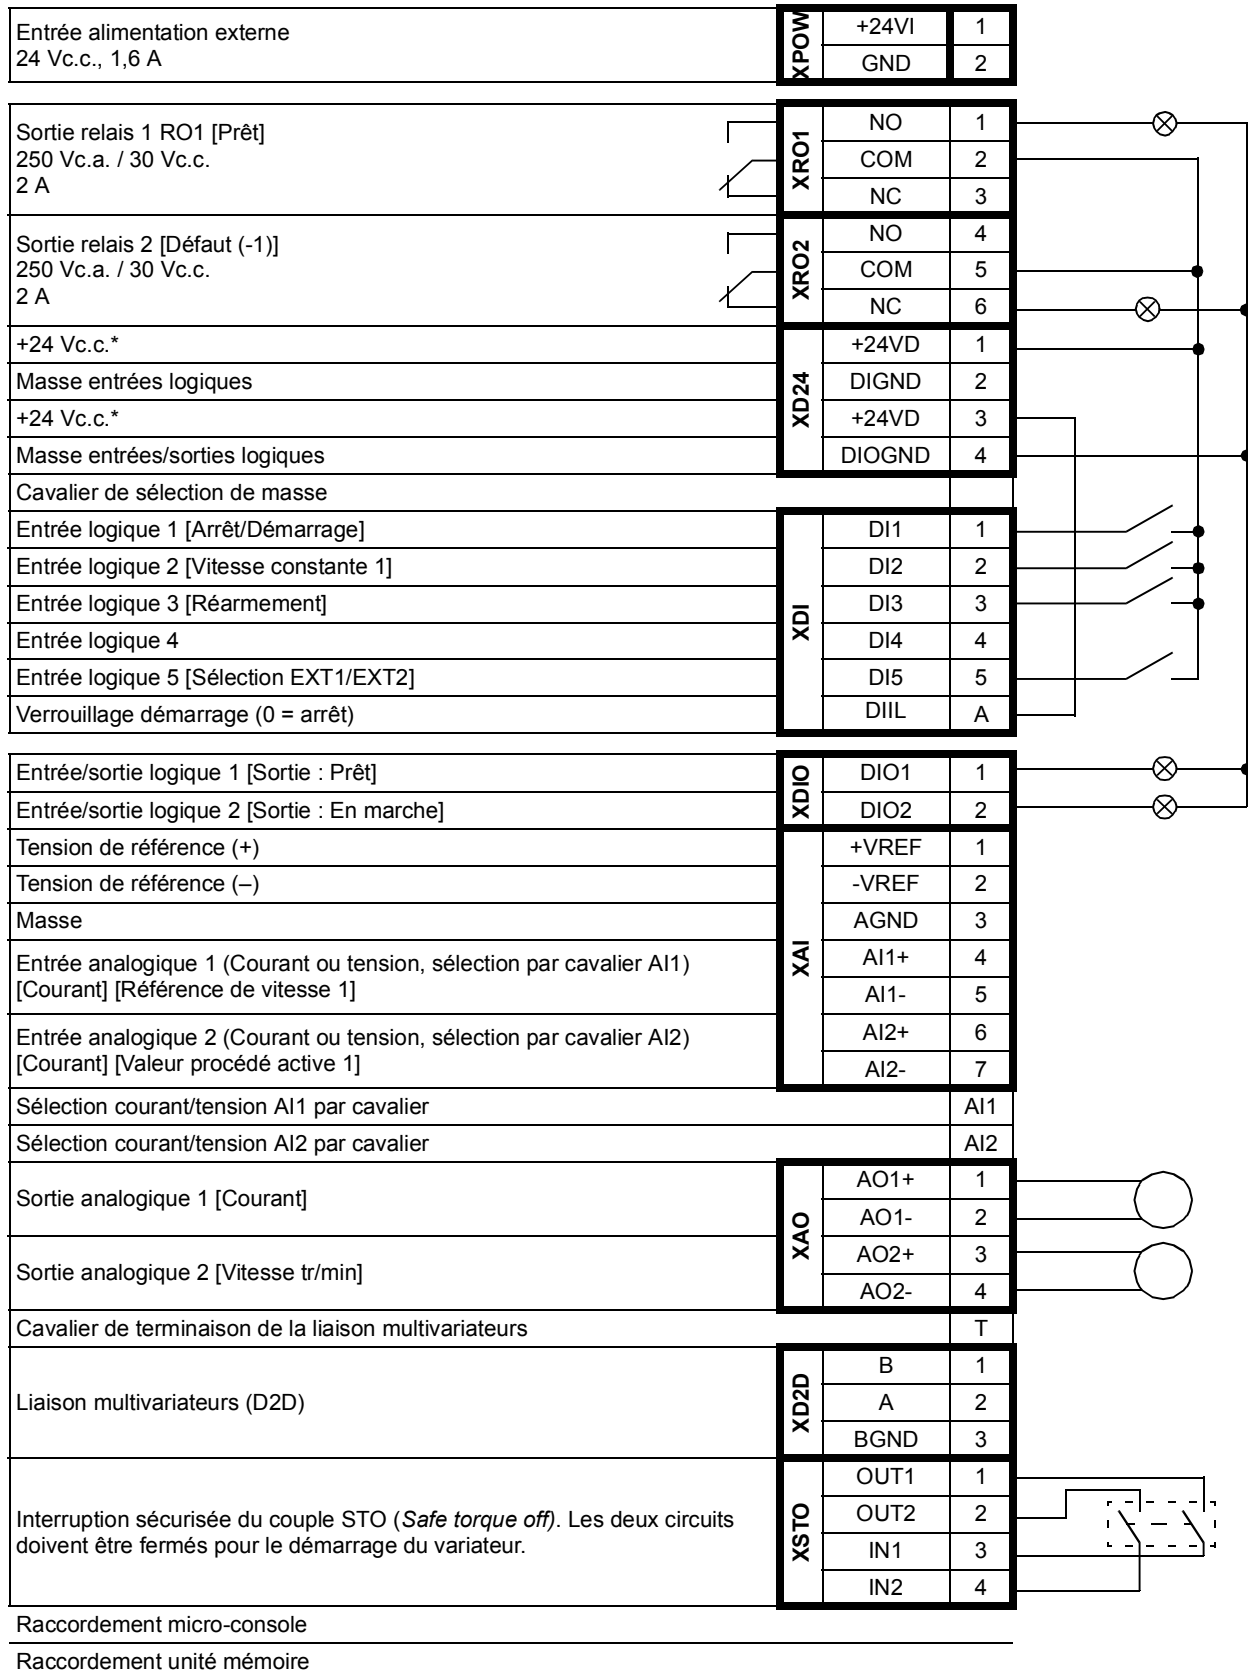 Entrée alimentation externe
24 Vc.c., 1,6 A
XPOW
+24VI 1
GND 2
Sortie relais 1 RO1 [Prêt]
250 Vc.a. / 30 Vc.c.
2 A
XRO1
NO 1
COM 2
NC 3
Sortie relais 2 [Défaut (-1)]
250 Vc.a. / 30 Vc.c.
2 A
XRO2
NO 4
COM 5
NC 6
XD24
+24 Vc.c.* +24VD 1
Masse entrées logiques DIGND 2
+24 Vc.c.* +24VD 3
Masse entrées/sorties logiques DIOGND 4
Cavalier de sélection de masse
XDI
Entrée logique 1 [Arrêt/Démarrage] DI1 1
Entrée logique 2 [Vitesse constante 1] DI2 2
Entrée logique 3 [Réarmement] DI3 3
Entrée logique 4 DI4 4
Entrée logique 5 [Sélection EXT1/EXT2] DI5 5
Verrouillage démarrage (0 = arrêt) DIIL A
XDIO
Entrée/sortie logique 1 [Sortie : Prêt] DIO1 1
Entrée/sortie logique 2 [Sortie : En marche] DIO2 2
XAI
Tension de référence (+) +VREF 1
Tension de référence (–) -VREF 2
Masse AGND 3
Entrée analogique 1 (Courant ou tension, sélection par cavalier AI1)
[Courant] [Référence de vitesse 1]
AI1+ 4
AI1- 5
Entrée analogique 2 (Courant ou tension, sélection par cavalier AI2)
[Courant] [Valeur procédé active 1]
AI2+ 6
AI2- 7
Sélection courant/tension AI1 par cavalier AI1
Sélection courant/tension AI2 par cavalier AI2
XAO
Sortie analogique 1 [Courant]
AO1+ 1
AO1- 2
Sortie analogique 2 [Vitesse tr/min]
AO2+ 3
AO2- 4
Cavalier de terminaison de la liaison multivariateurs T
Liaison multivariateurs (D2D)
XD2D
B 1
A 2
BGND 3
Interruption sécurisée du couple STO (Safe torque off). Les deux circuits
doivent être fermés pour le démarrage du variateur.
XSTO
OUT1 1
OUT2 2
IN1 3
IN2 4
Raccordement micro-console
Raccordement unité mémoire